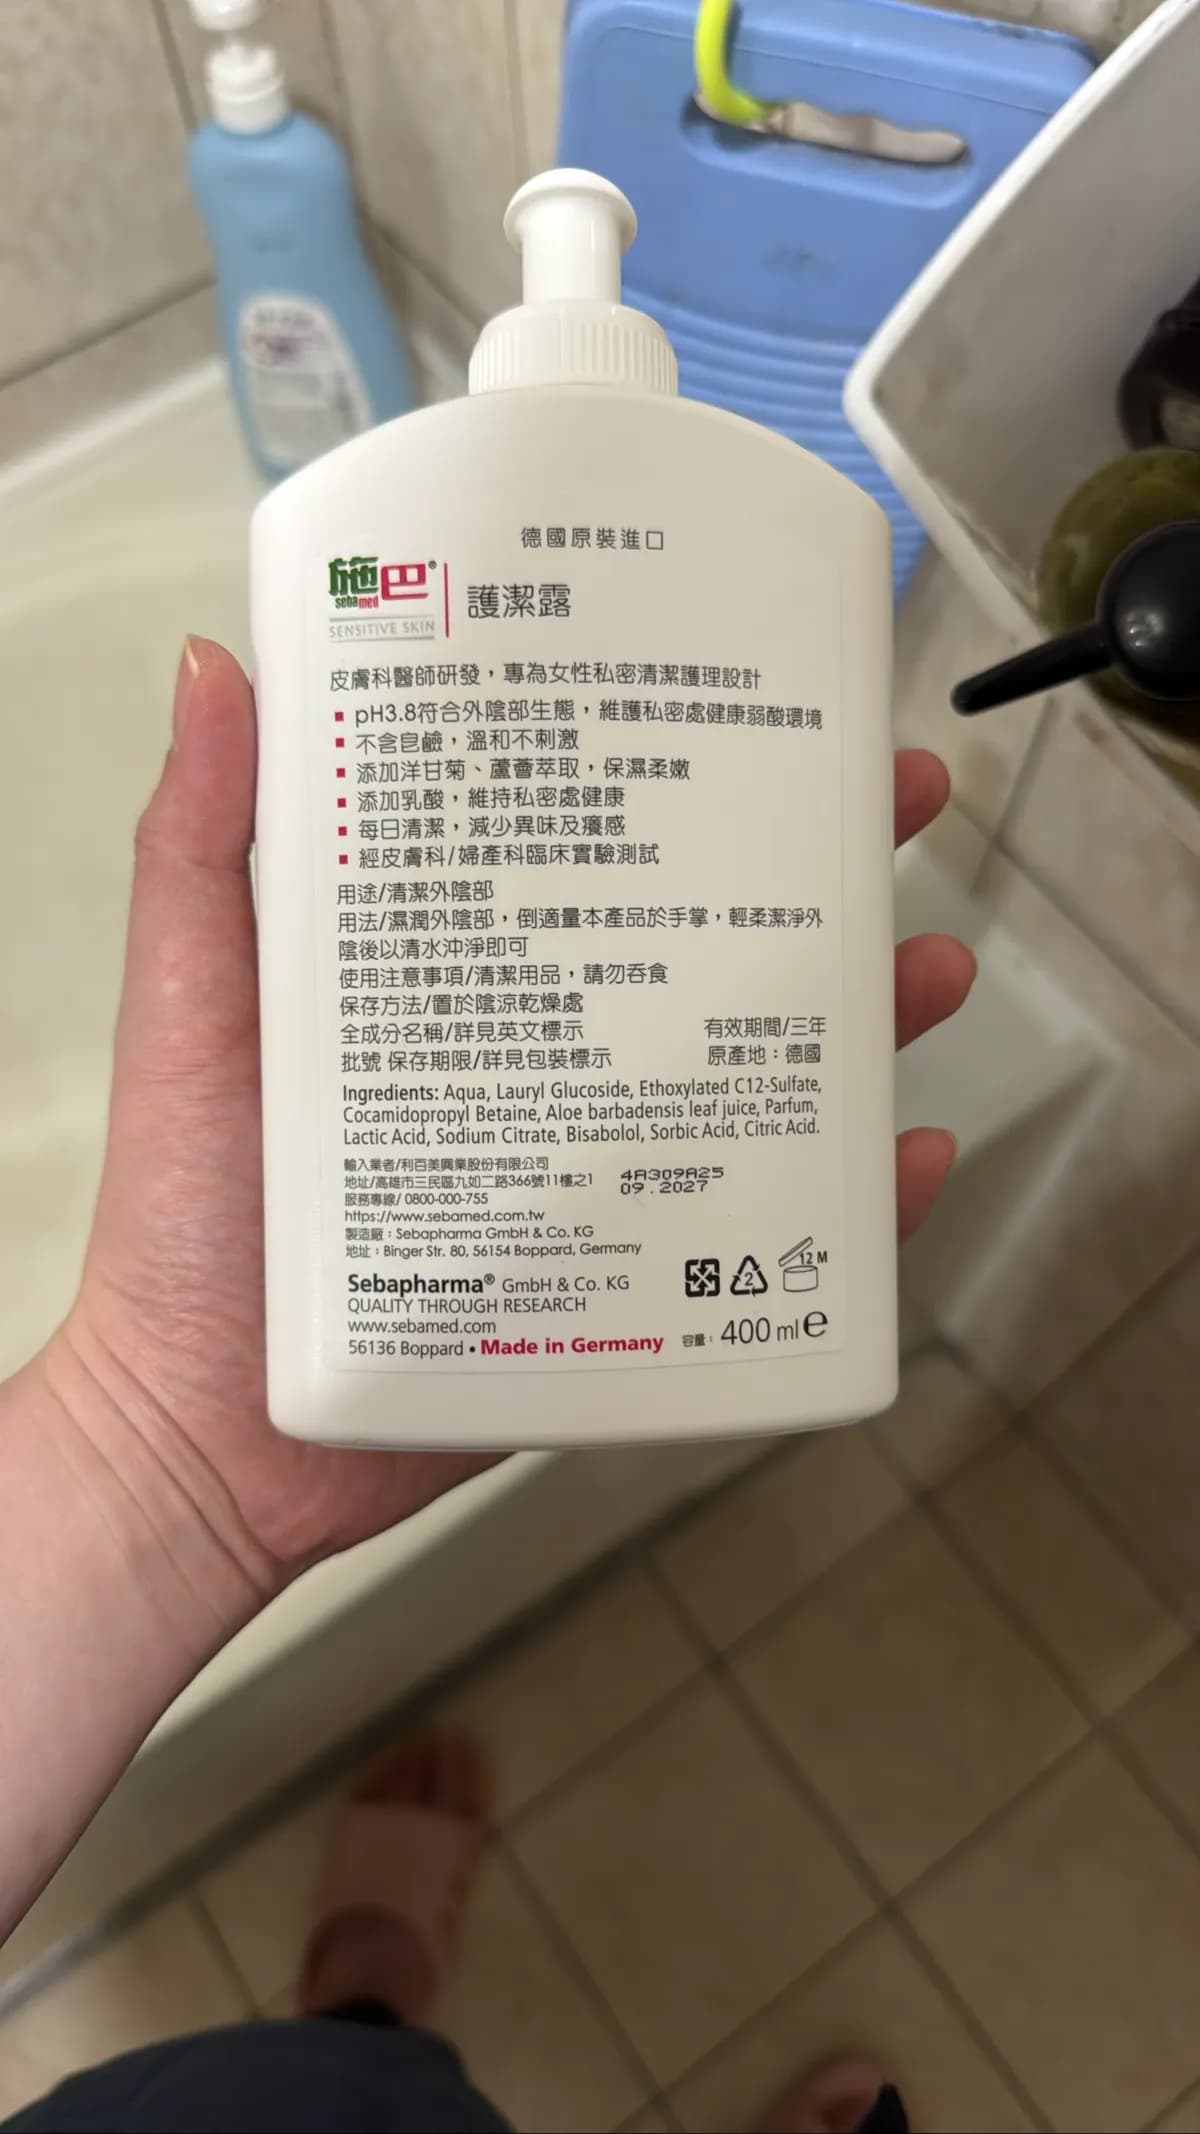 德國原裝進口
施巴®
sebamed
SENSITIVE SKIN
護潔露
皮膚科醫師研發，專為女性私密清潔護理設計
pH3.8符合外陰部生態，維護私密處健康弱酸環境
不含皂鹼，溫和不刺激
添加洋甘菊、蘆薈萃取，保濕柔嫩
添加乳酸，維持私密處健康
每日清潔，減少異味及癢感
經皮膚科/婦產科臨床實驗測試
用途/清潔外陰部
用法/濕潤外陰部，倒適量本產品於手掌，輕柔潔淨外
陰後以清水沖淨即可
使用注意事項/清潔用品，請勿吞食
保存方法/置於陰涼乾燥處
全成分名稱/詳見英文標示
有效期間/三年
批號 保存期限/詳見包裝標示
原產地：德國
Ingredients: Aqua, Lauryl Glucoside, Ethoxylated C12-Sulfate,
Cocamidopropyl Betaine, Aloe barbadensis leaf juice, Parfum,
Lactic Acid, Sodium Citrate, Bisabolol, Sorbic Acid, Citric Acid.
輸入業者/利百美興業股份有限公司
地址/高雄市三民區九如二路366號11樓之1
服務專線/ 0800-000-755
https://www.sebamed.com.tw
製造廠：Sebapharma GmbH & Co. KG
地址：Binger Str. 80, 56154 Boppard, Germany
4A309A25
09.2027
Sebapharma® GmbH & Co. KG
QUALITY THROUGH RESEARCH
www.sebamed.com
56136 Boppard • Made in Germany
2
12 M
容量：400 ml e